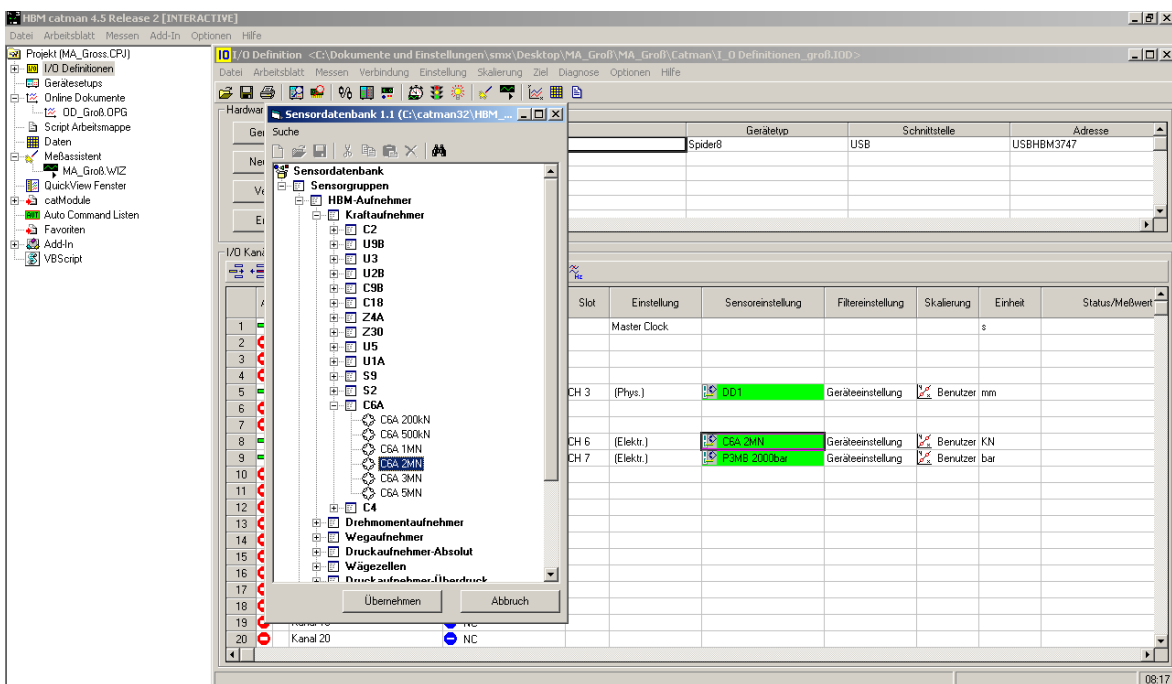 HBM catman 4.5 Release 2 [INTERACTIVE]
Datei Arbeitsblatt Messen Add-In Optionen Hilfe
Projekt (MA_Gross.CPJ)
I/O Definitionen
Gerätesetups
Online Dokumente
OD_Groß.OPG
Script Arbeitsmappe
Daten
Meßassistent
MA_Groß.WIZ
QuickView Fenster
catModule
Auto Command Listen
Favoriten
Add-In
VBScript
I/O Definition <C:\Dokumente und Einstellungen\smx\Desktop\MA_Groß\MA_Groß\Catman\I_O Definitionen_groß.IOD>
Datei Arbeitsblatt Messen Verbindung Einstellung Skalierung Ziel Diagnose Optionen Hilfe
Gerätetyp Schnittstelle Adresse
Spider8 USB USBHBM3747
Sensordatenbank 1.1 (C:\catman32\HBM_...
Suche
Sensordatenbank
Sensorgruppen
HBM-Aufnehmer
Kraftaufnehmer
C2
U9B
U3
U2B
C9B
C18
Z4A
Z30
U5
U1A
S9
S2
C6A
C6A 200kN
C6A 500kN
C6A 1MN
C6A 2MN
C6A 3MN
C6A 5MN
C4
Drehmomentaufnehmer
Wegaufnehmer
Druckaufnehmer-Absolut
Wägezellen
Druckaufnehmer-Überdruck
Übernehmen Abbruch
Slot Einstellung Sensoreinstellung Filtereinstellung Skalierung Einheit Status/Meßwert
1 Master Clock s
2
3
4
5 CH 3 (Phys.) DD1 Geräteeinstellung Benutzer mm
6
7
8 CH 6 (Elektr.) C6A 2MN Geräteeinstellung Benutzer KN
9 CH 7 (Elektr.) P3MB 2000bar Geräteeinstellung Benutzer bar
10
11
12
13
14
15
16
17
18
19 NC
20 Kanal 20 NC
08:17